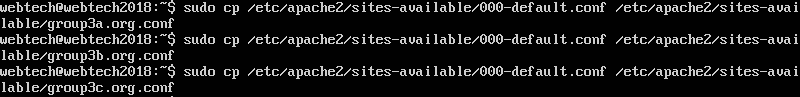 webtech@webtech2018:~$ sudo cp /etc/apache2/sites-available/000-default.conf /etc/apache2/sites-avai
lable/group3a.org.conf
webtech@webtech2018:~$ sudo cp /etc/apache2/sites-available/000-default.conf /etc/apache2/sites-avai
lable/group3b.org.conf
webtech@webtech2018:~$ sudo cp /etc/apache2/sites-available/000-default.conf /etc/apache2/sites-avai
lable/group3c.org.conf